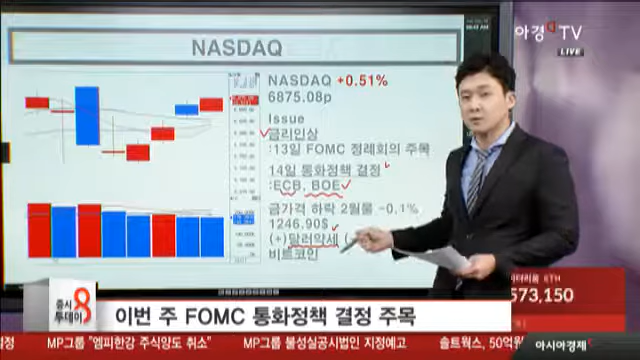 아경 TV
LIVE
NASDAQ
NASDAQ +0.51%
6875.08p
Issue
금리인상
:13일 FOMC 정례회의 주목
14일 통화정책 결정
:ECB, BOE
금가격 하락 2월물 -0.1%
1246.90$
(+)달러약세 (-
비트코인
ETH
573,150
증시
투데이 8
이번 주 FOMC 통화정책 결정 주목
예정
MP그룹 "엠피한강 주식양도 취소"
MP그룹 불성실공시법인 지정예고
솔트웍스, 50억원
아시아경제